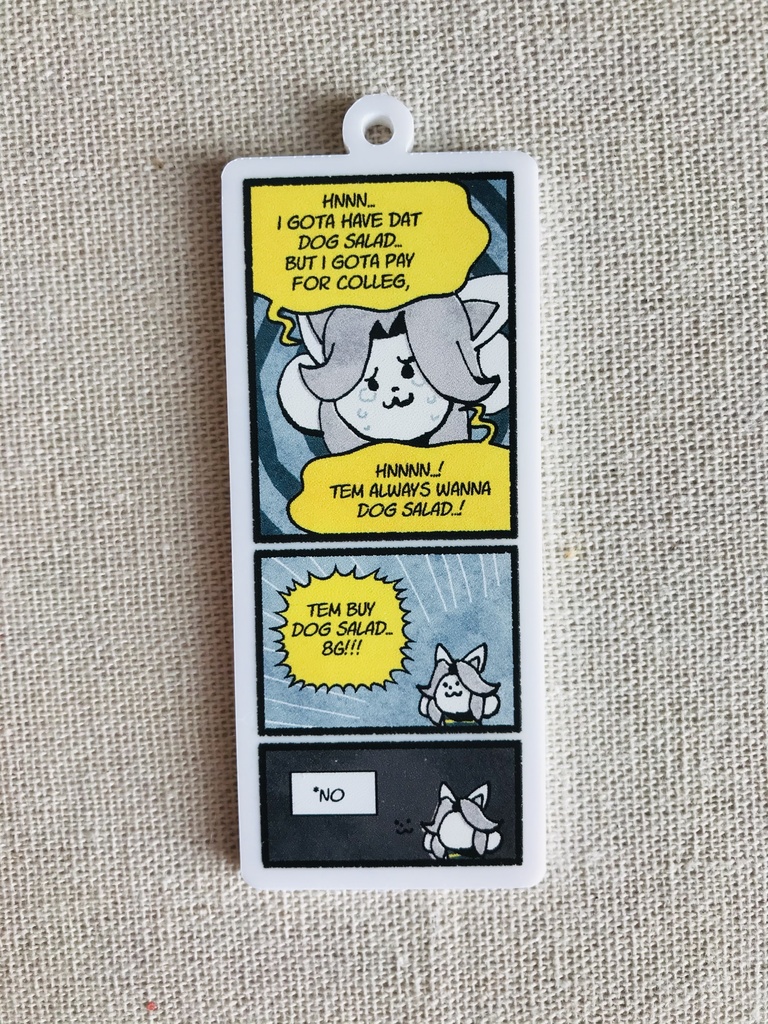 HNNN...
I GOTA HAVE DAT
DOG SALAD...
BUT I GOTA PAY
FOR COLLEG,
HNNNN..!
TEM ALWAYS WANNA
DOG SALAD..!
TEM BUY
DOG SALAD...
8G!!!
*NO